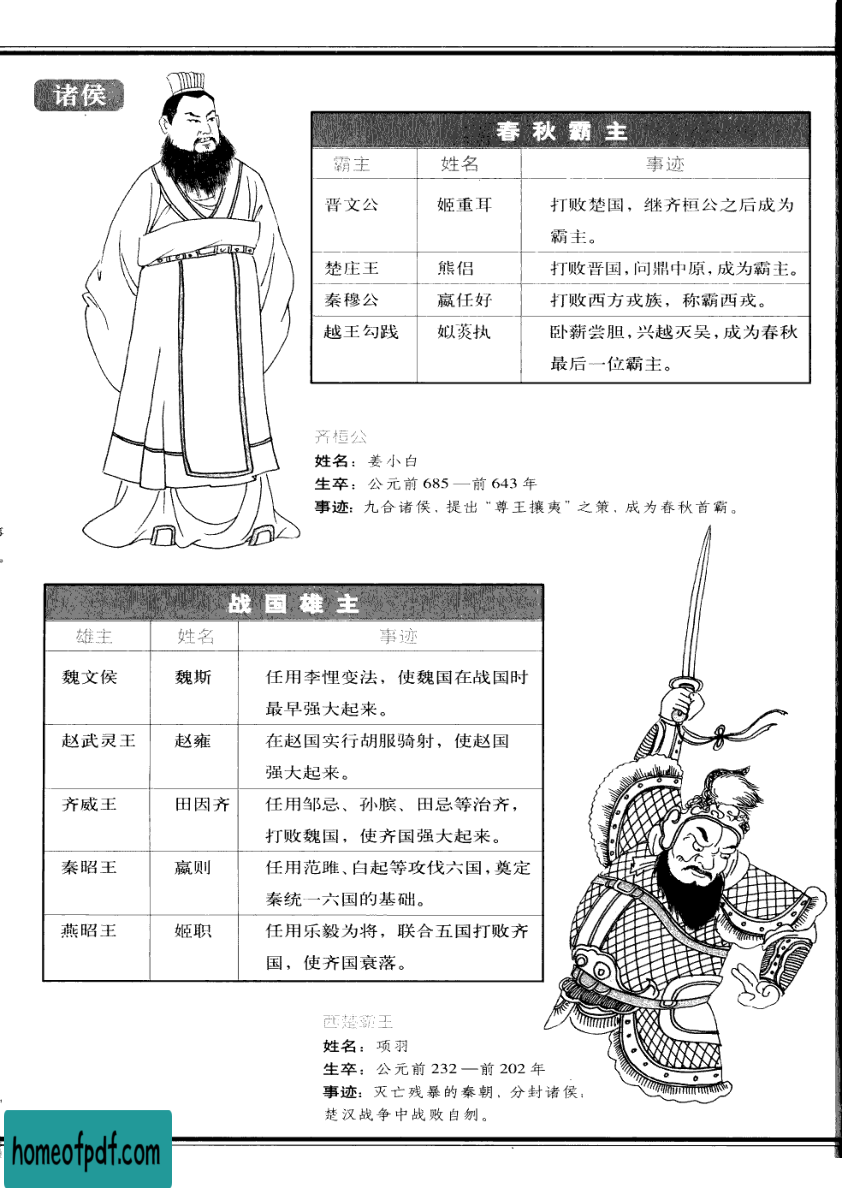 诸侯
春秋霸主
霸主 姓名 事迹
晋文公 姬重耳 打败楚国，继齐桓公之后成为
霸主。
楚庄王 熊侣 打败晋国，问鼎中原，成为霸主。
秦穆公 嬴任好 打败西方戎族，称霸西戎。
越王勾践 姒菼执 卧薪尝胆，兴越灭吴，成为春秋
最后一位霸主。
齐桓公
姓名：姜小白
生卒：公元前685—前643年
事迹：九合诸侯，提出“尊王攘夷”之策，成为春秋首霸。
战国雄主
雄主 姓名 事迹
魏文侯 魏斯 任用李悝变法，使魏国在战国时
最早强大起来。
赵武灵王 赵雍 在赵国实行胡服骑射，使赵国
强大起来。
齐威王 田因齐 任用邹忌、孙膑、田忌等治齐，
打败魏国，使齐国强大起来。
秦昭王 嬴则 任用范雎、白起等攻伐六国，奠定
秦统一六国的基础。
燕昭王 姬职 任用乐毅为将，联合五国打败齐
国，使齐国衰落。
西楚霸王
姓名：项羽
生卒：公元前232—前202年
事迹：灭亡残暴的秦朝，分封诸侯，
楚汉战争中战败自刎。
homeofpdf.com